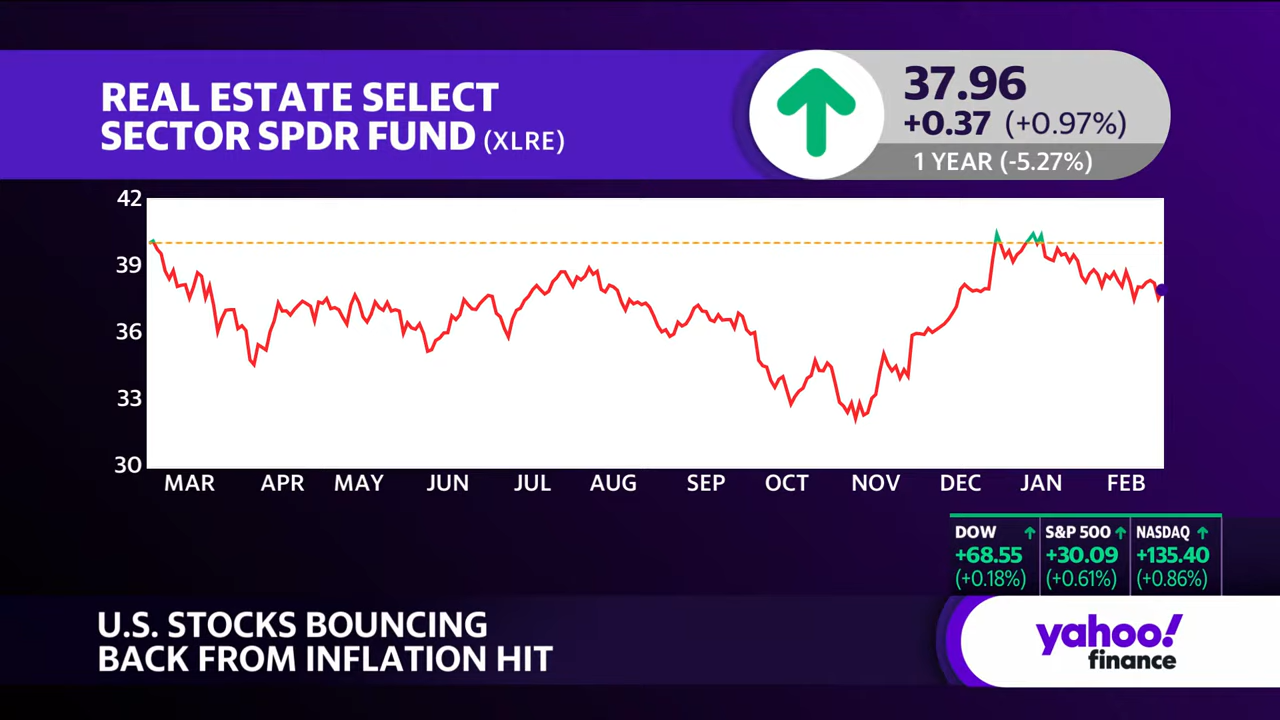 REAL ESTATE SELECT
SECTOR SPDR FUND (XLRE)
37.96
+0.37 (+0.97%)
1 YEAR (-5.27%)
42
39
36
33
30
MAR APR MAY JUN JUL AUG SEP OCT NOV DEC JAN FEB
DOW S&P 500 NASDAQ
+68.55 +30.09 +135.40
(+0.18%) (+0.61%) (+0.86%)
U.S. STOCKS BOUNCING
BACK FROM INFLATION HIT
yahoo!
finance